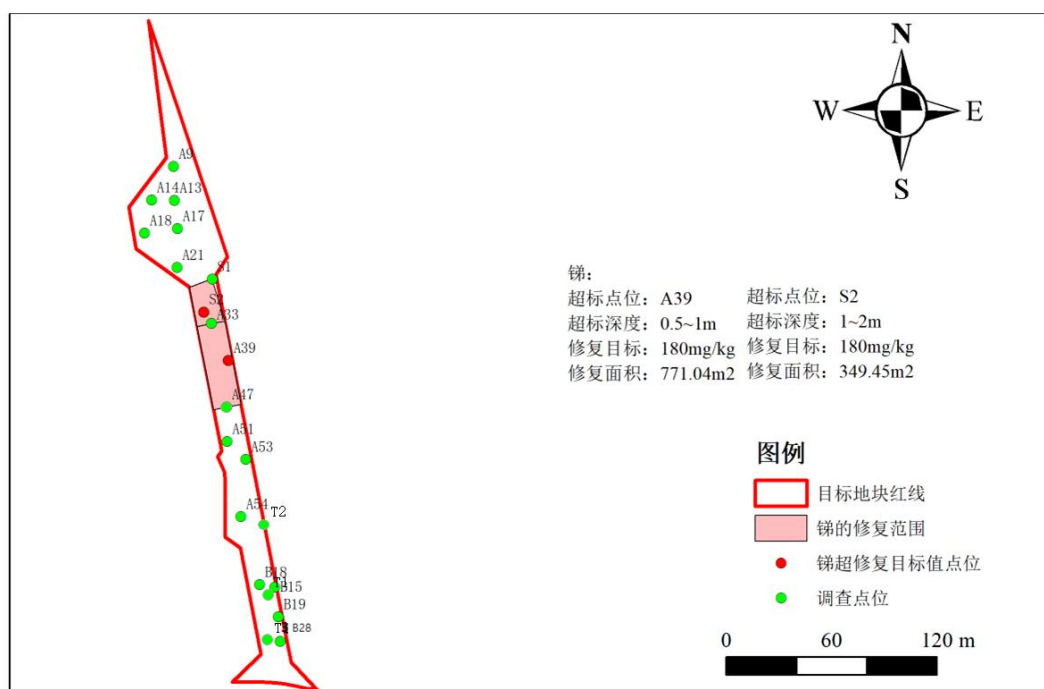 N
W
E
S
A9
A14
A13
A18
A17
A21
S1
S2
A33
A39
A47
A51
A53
A54
T2
B18
T1
B15
B19
B28
锑：
超标点位：A39 超标点位：S2
超标深度：0.5~1m 超标深度：1~2m
修复目标：180mg/kg 修复目标：180mg/kg
修复面积：771.04m2 修复面积：349.45m2
图例
目标地块红线
锑的修复范围
锑超修复目标值点位
调查点位
0 60 120 m